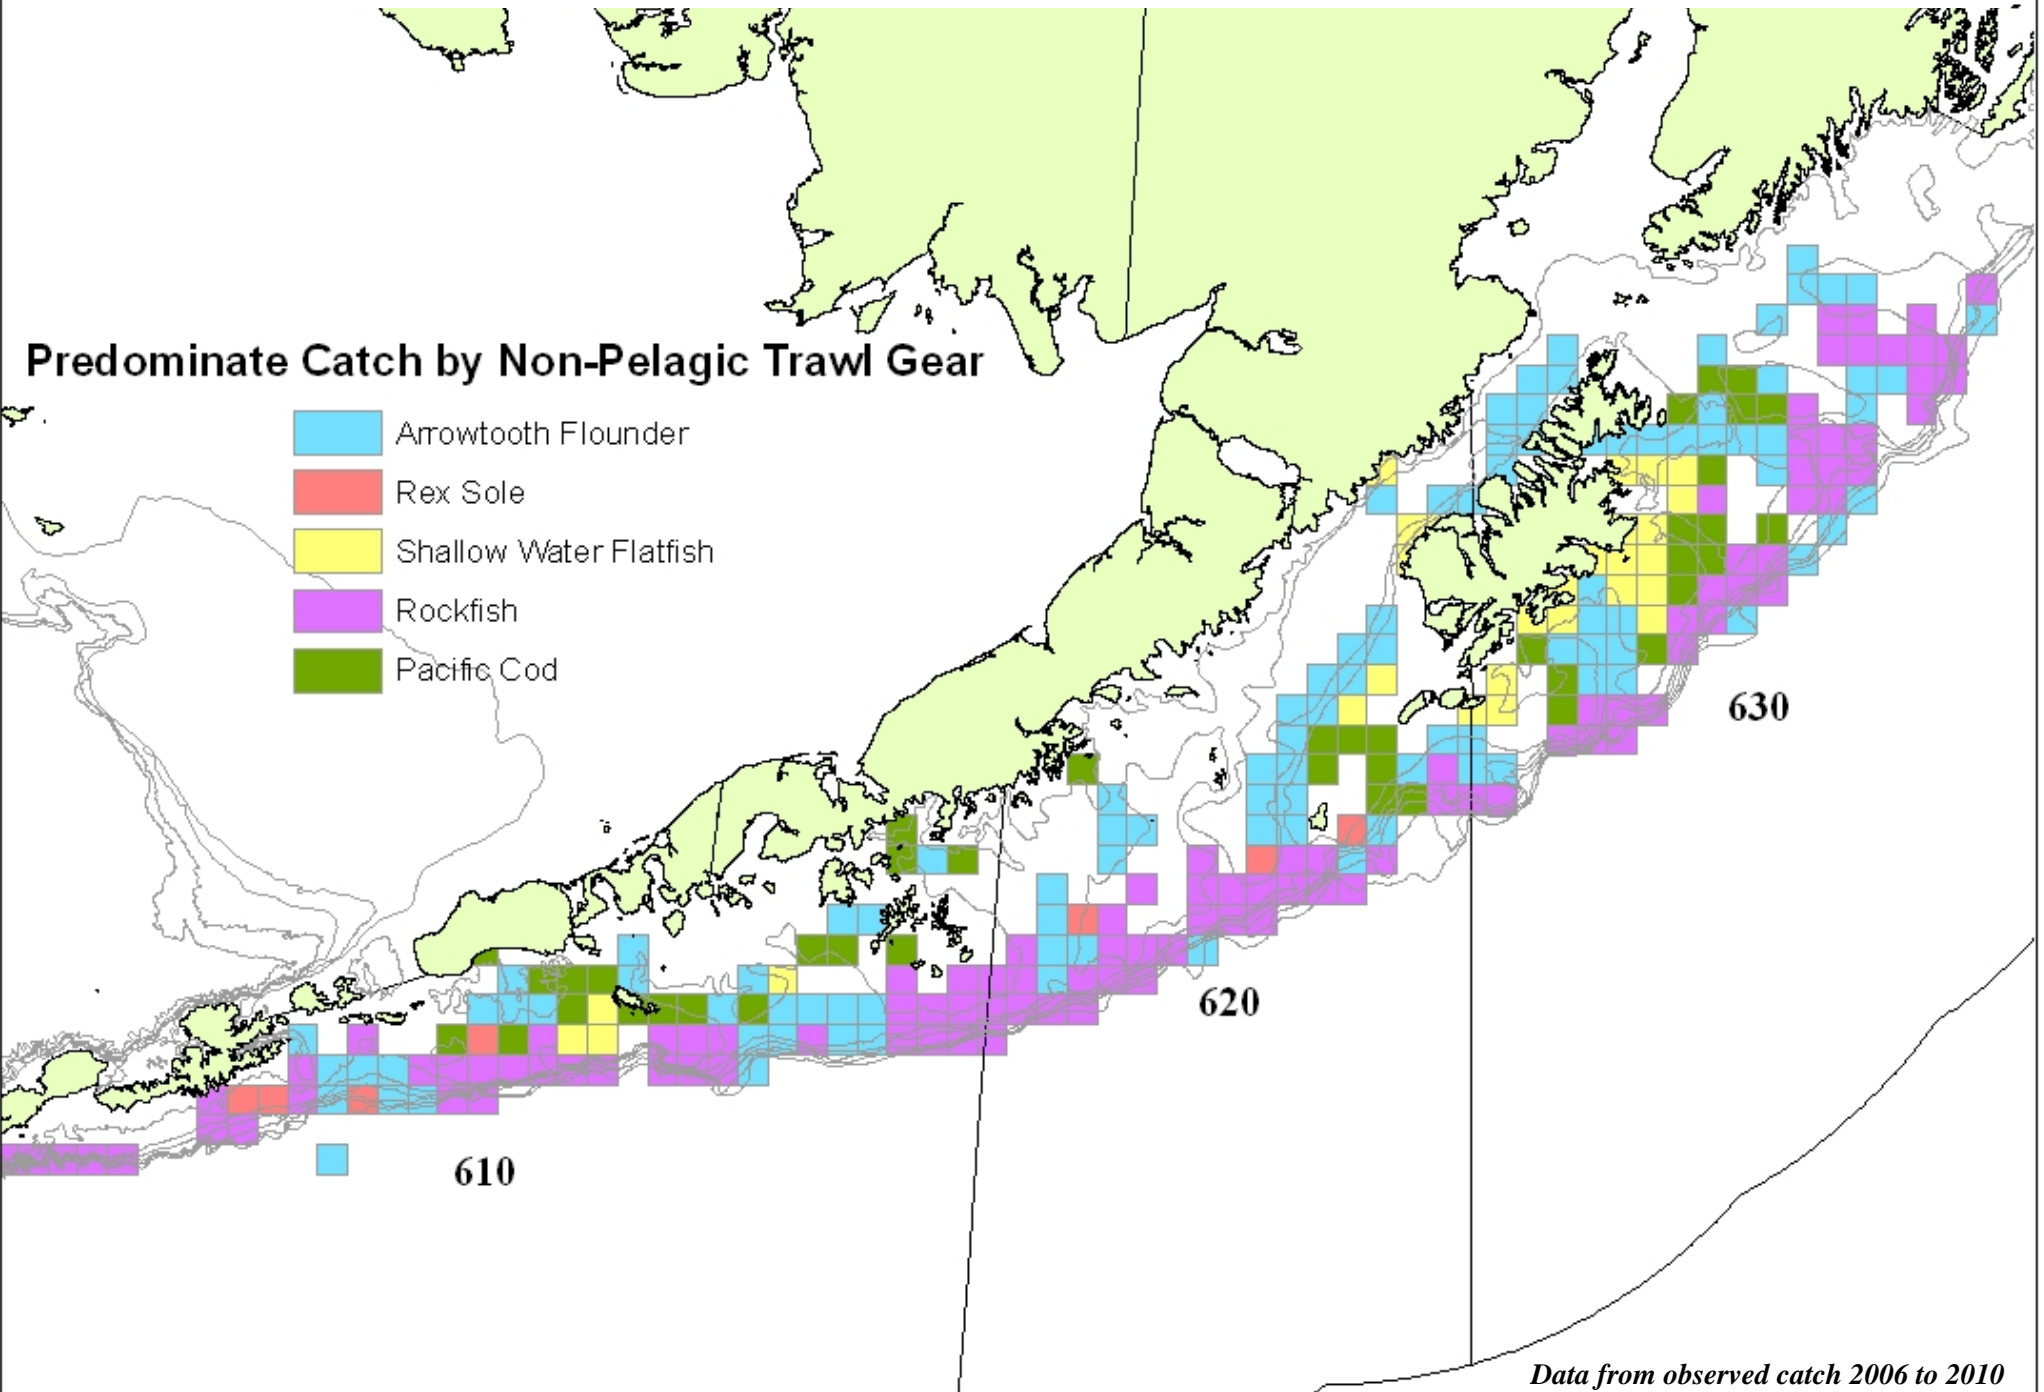 Predominate Catch by Non-Pelagic Trawl Gear
Arrowtooth Flounder
Rex Sole
Shallow Water Flatfish
Rockfish
Pacific Cod
630
620
610
Data from observed catch 2006 to 2010